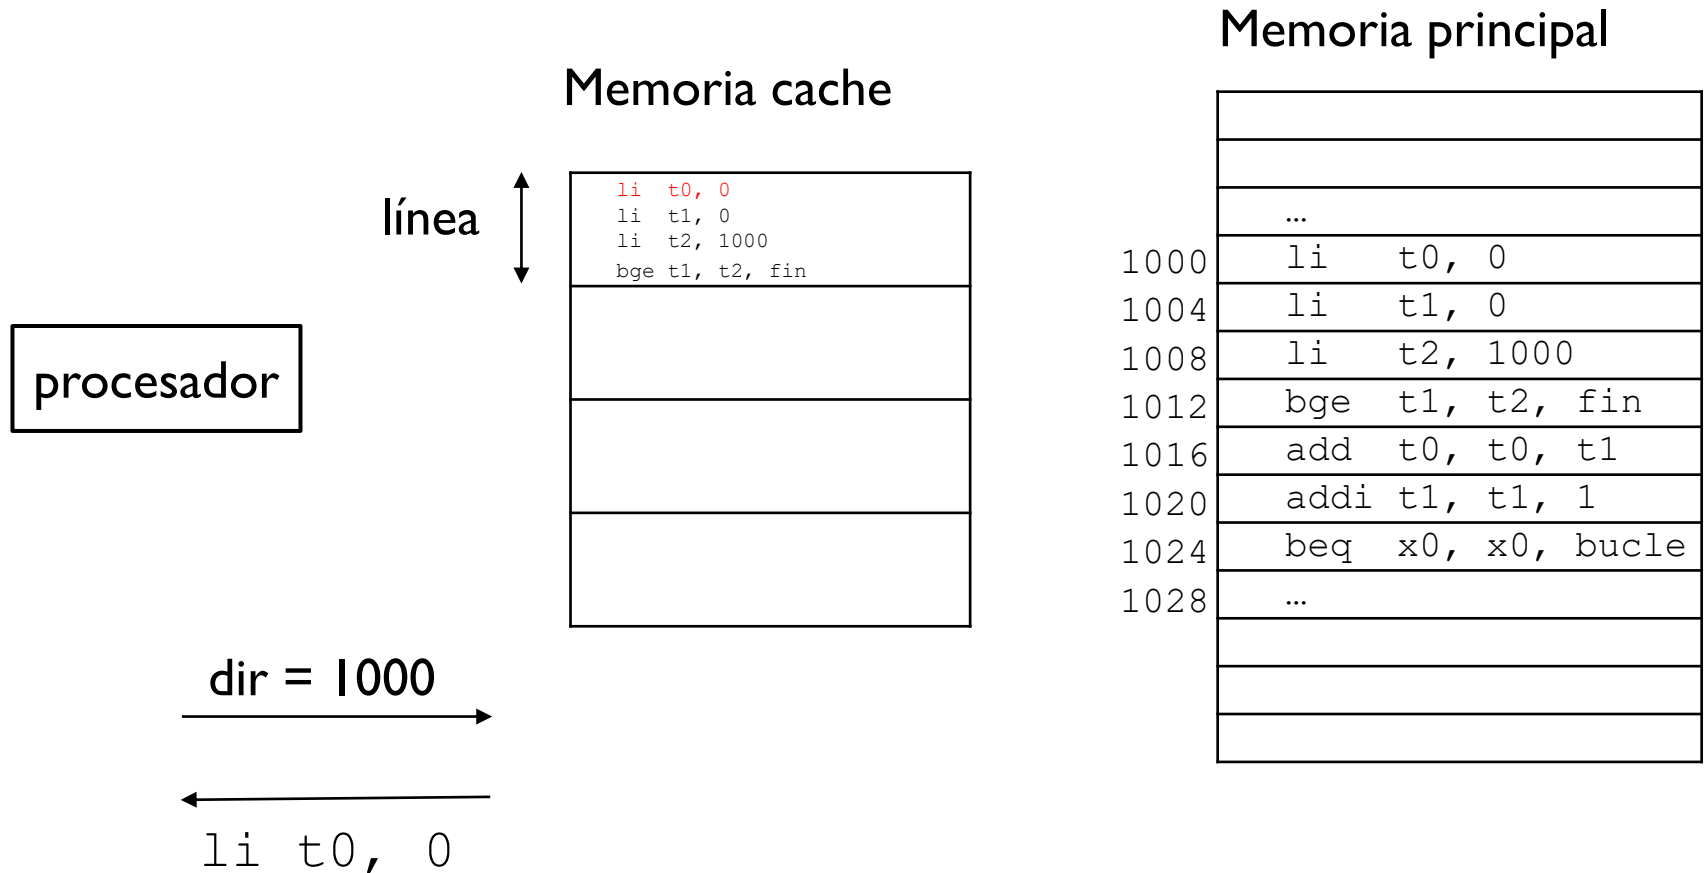 Memoria principal
Memoria cache
línea
li t0, 0
li t1, 0
li t2, 1000
bge t1, t2, fin
procesador
…
1000 li t0, 0
1004 li t1, 0
1008 li t2, 1000
1012 bge t1, t2, fin
1016 add t0, t0, t1
1020 addi t1, t1, 1
1024 beq x0, x0, bucle
1028 …
dir = 1000
li t0, 0